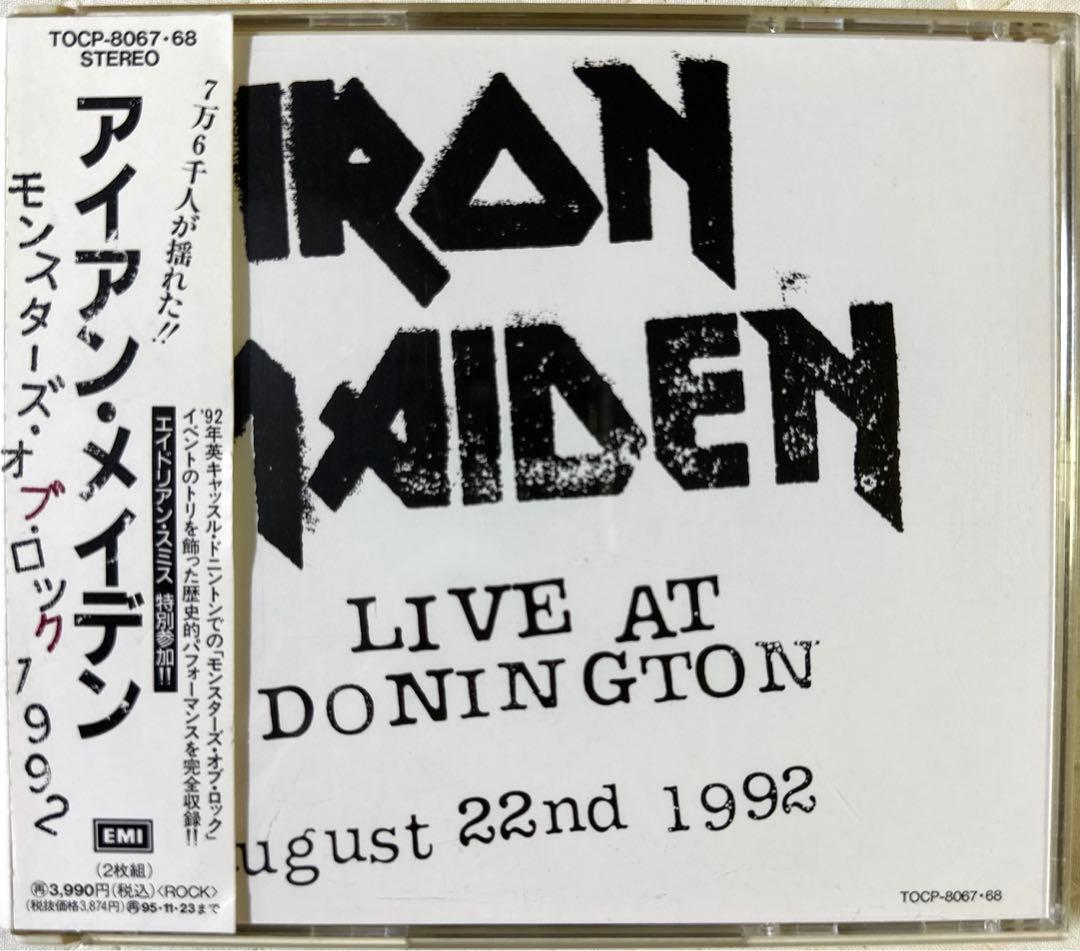 TOCP-8067・68
STEREO
7万6千人が揺れた!!
アイアン・メイデン
モンスターズ・オブ・ロック1992
'92年英キャッスル・ドニントンでの「モンスターズ・オブ・ロック」
イベントのトリを飾った歴史的パフォーマンスを完全収録!!
エイドリアン・スミス 特別参加!!
EMI
(2枚組)
㊢3,990円(税込)<ROCK>
(税抜価格3,874円)㊢95・11・23まで
IRON
MAIDEN
LIVE AT
DONINGTON
ugust 22nd 1992
TOCP-8067・68